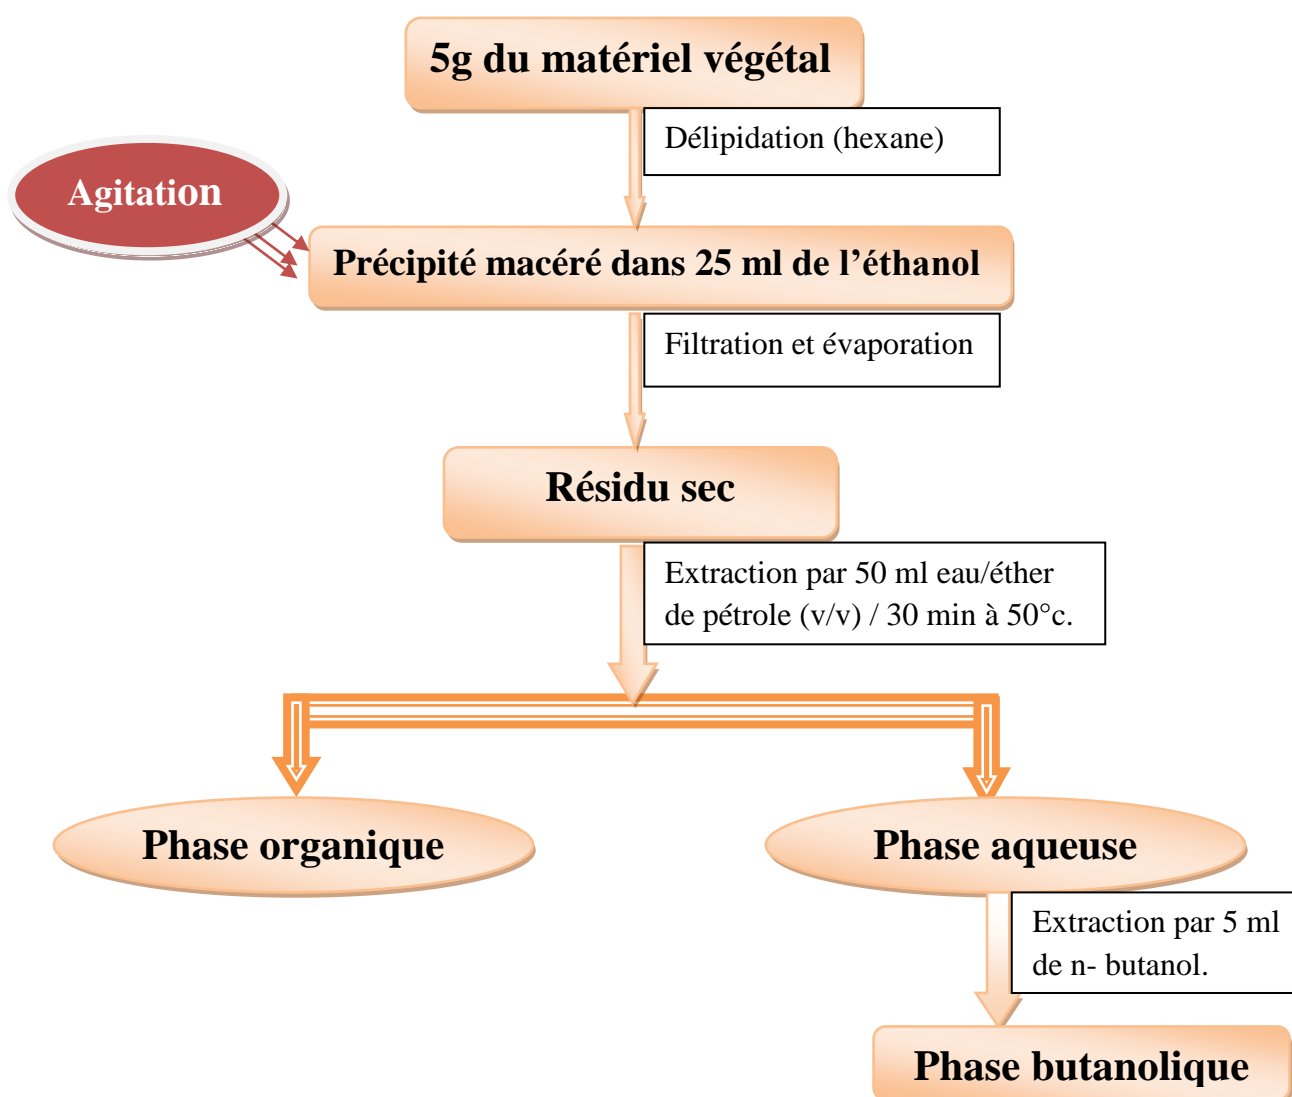 5g du matériel végétal
Délipidation (hexane)
Agitation
Précipité macéré dans 25 ml de l’éthanol
Filtration et évaporation
Résidu sec
Extraction par 50 ml eau/éther
de pétrole (v/v) / 30 min à 50°c.
Phase organique
Phase aqueuse
Extraction par 5 ml
de n- butanol.
Phase butanolique